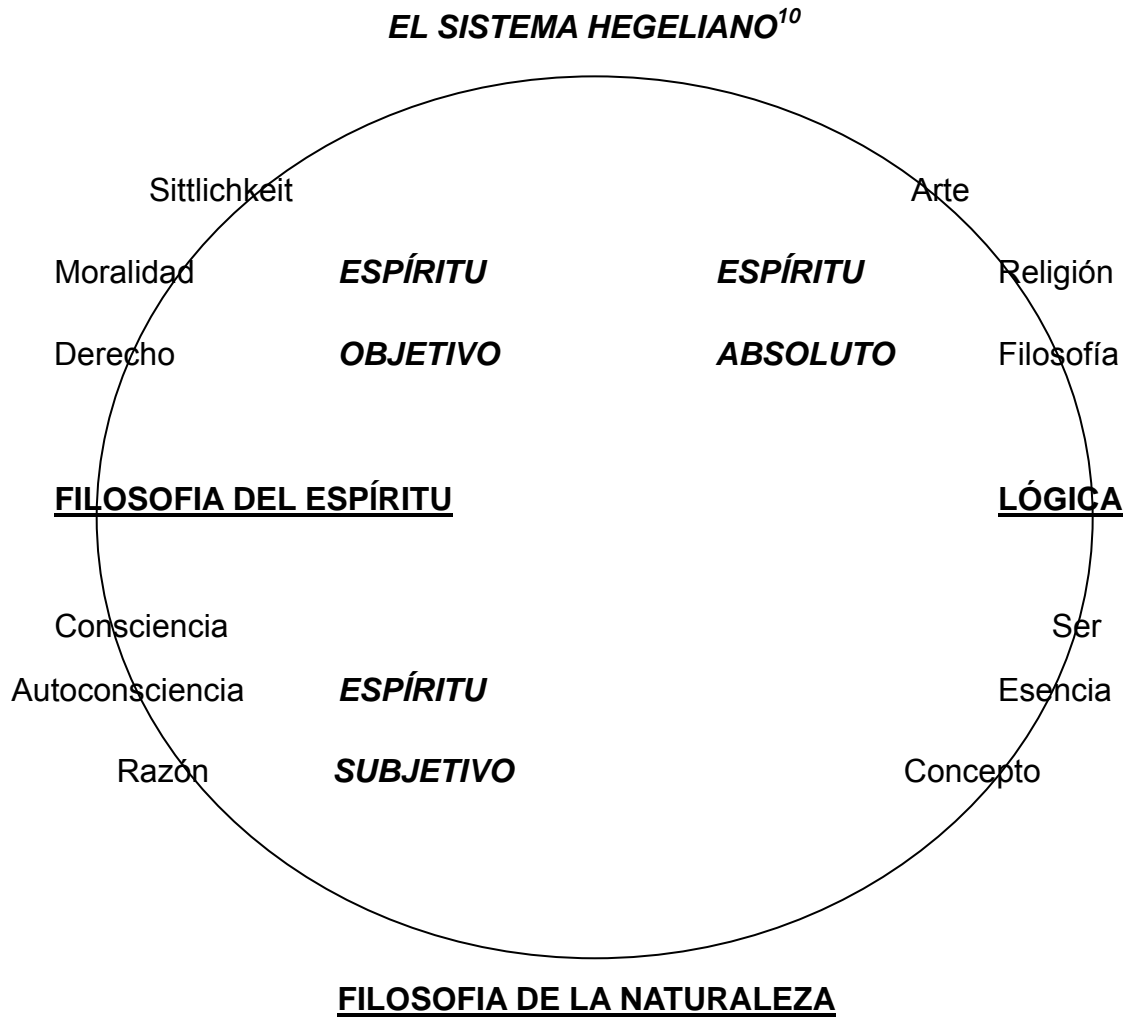 EL SISTEMA HEGELIANO10
Sittlichkeit Arte
Moralidad ESPÍRITU ESPÍRITU Religión
Derecho OBJETIVO ABSOLUTO Filosofía
FILOSOFIA DEL ESPÍRITU LÓGICA
Consciencia Ser
Autoconsciencia ESPÍRITU Esencia
Razón SUBJETIVO Concepto
FILOSOFIA DE LA NATURALEZA